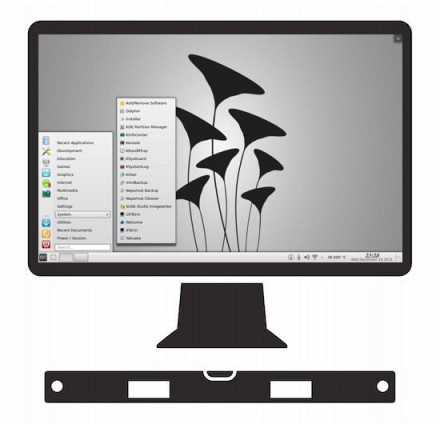 Recent Applications
Development
Education
Games
Graphics
Internet
Multimedia
Office
Settings
System
Utilities
Recent Documents
Power / Session
Search...
Add/Remove Software
Dolphin
Installer
KDE Partition Manager
KInfoCenter
Konsole
KSysGuard
KSystemLog
KUser
Nepomuk Backup
Nepomuk Cleaner
SUSE Studio Imagewriter
UXTerm
Welcome
XTerm
Yakuake